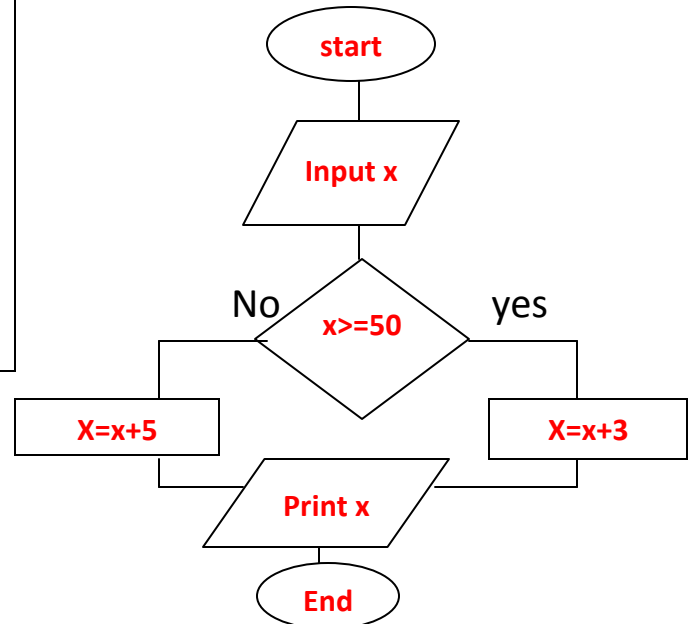 start
Input x
No
x>=50
yes
X=x+5
X=x+3
Print x
End